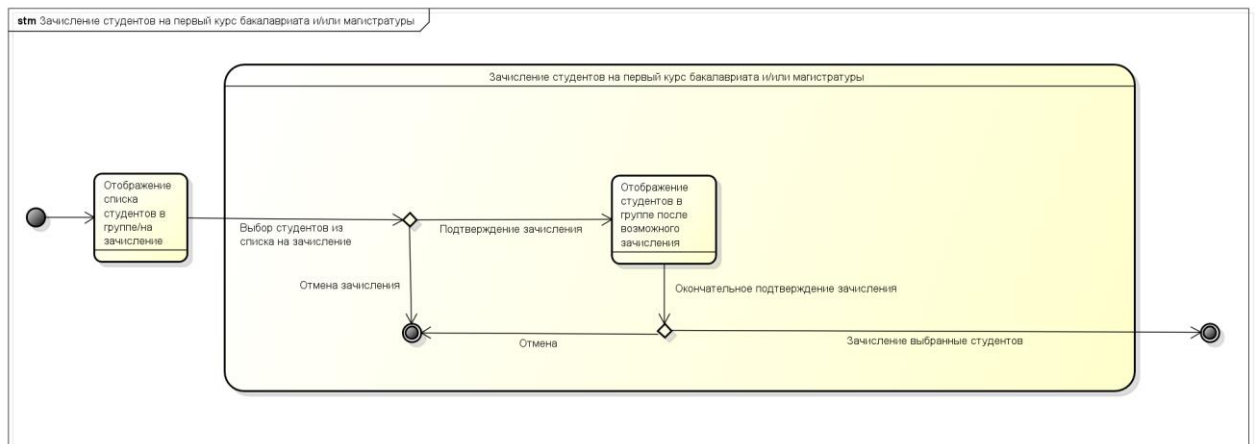 stm Зачисление студентов на первый курс бакалавриата и/или магистратуры
Зачисление студентов на первый курс бакалавриата и/или магистратуры
Отображение
списка
студентов в
группе/на
зачисление
Выбор студентов из
списка на зачисление
Подтверждение зачисления
Отображение
студентов в
группе после
возможного
зачисления
Отмена зачисления
Окончательное подтверждение зачисления
Отмена
Зачисление выбранные студентов